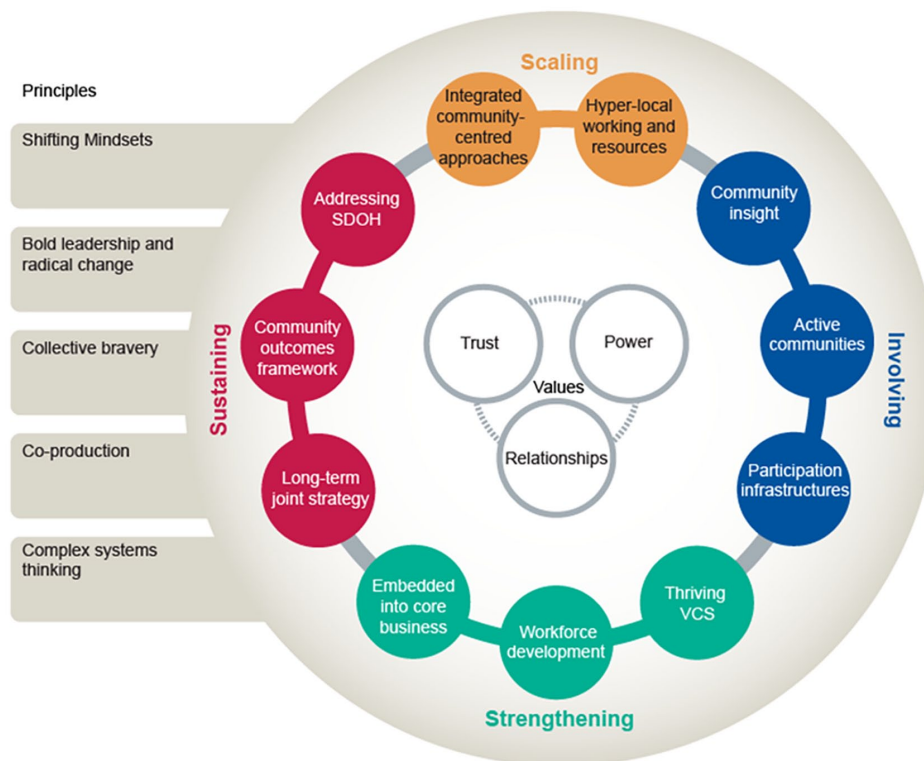 Principles
Shifting Mindsets
Bold leadership and
radical change
Collective bravery
Co-production
Complex systems
thinking
Scaling
Integrated
community-
centred
approaches
Hyper-local
working and
resources
Involving
Community
insight
Active
communities
Participation
infrastructures
Strengthening
Thriving
VCS
Workforce
development
Embedded
into core
business
Sustaining
Long-term
joint strategy
Community
outcomes
framework
Addressing
SDOH
Trust
Power
Values
Relationships